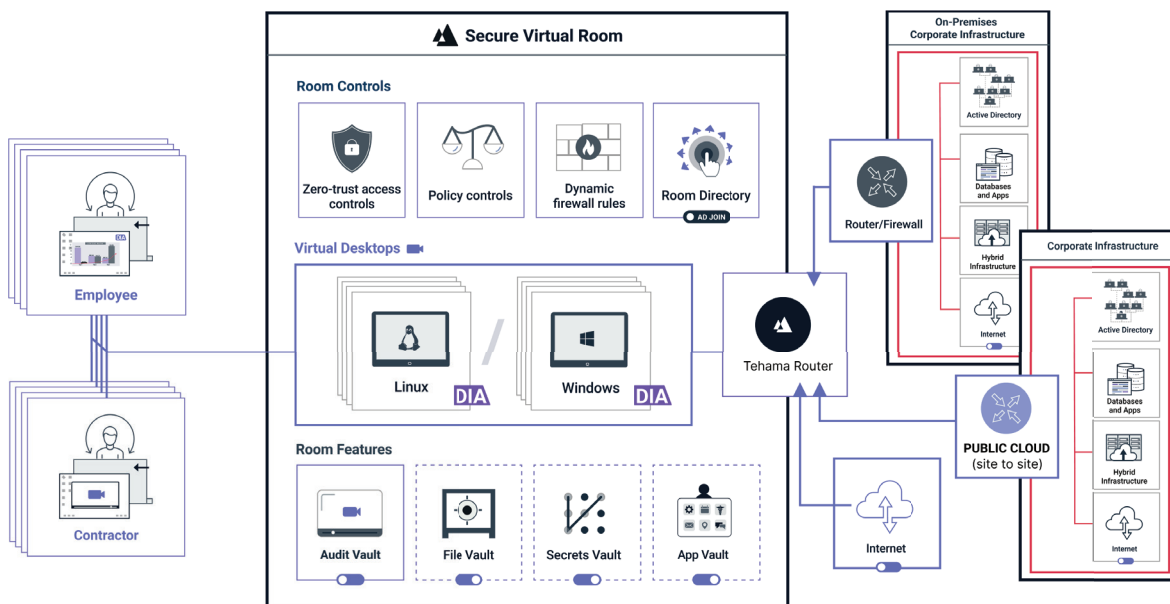 Secure Virtual Room
Room Controls
Zero-trust access
controls
Policy controls
Dynamic
firewall rules
Room Directory
AD JOIN
Virtual Desktops
Linux
DIA
Windows
DIA
Room Features
Audit Vault
File Vault
Secrets Vault
App Vault
DIA
Employee
Contractor
Tehama Router
Router/Firewall
PUBLIC CLOUD
(site to site)
Internet
On-Premises
Corporate Infrastructure
Active Directory
Databases
and Apps
Hybrid
Infrastructure
Internet
Corporate Infrastructure
Active Directory
Databases
and Apps
Hybrid
Infrastructure
Internet